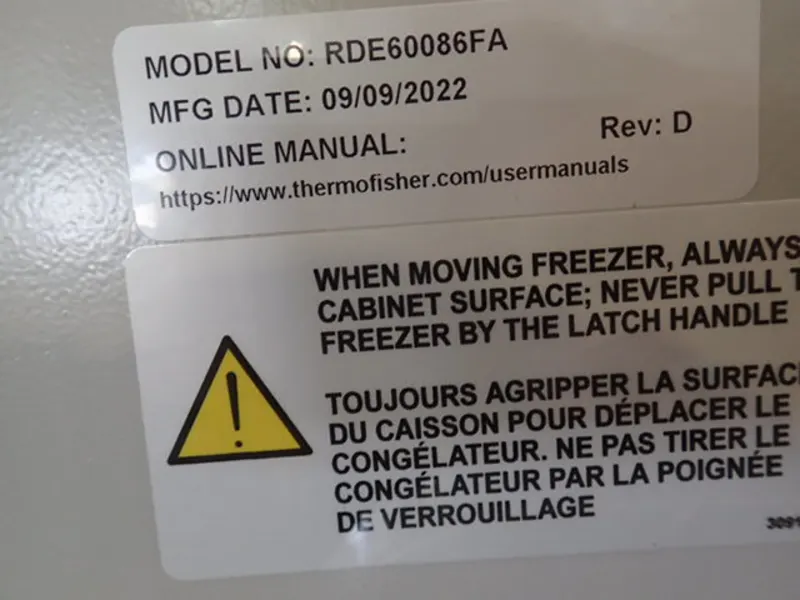 MODEL NO: RDE60086FA
MFG DATE: 09/09/2022
ONLINE MANUAL: Rev: D
https://www.thermofisher.com/usermanuals
WHEN MOVING FREEZER, ALWAYS
CABINET SURFACE; NEVER PULL
FREEZER BY THE LATCH HANDLE
TOUJOURS AGRIPPER LA SURFAC
DU CAISSON POUR DÉPLACER LE
CONGÉLATEUR. NE PAS TIRER LE
CONGÉLATEUR PAR LA POIGNÉE
DE VERROUILLAGE